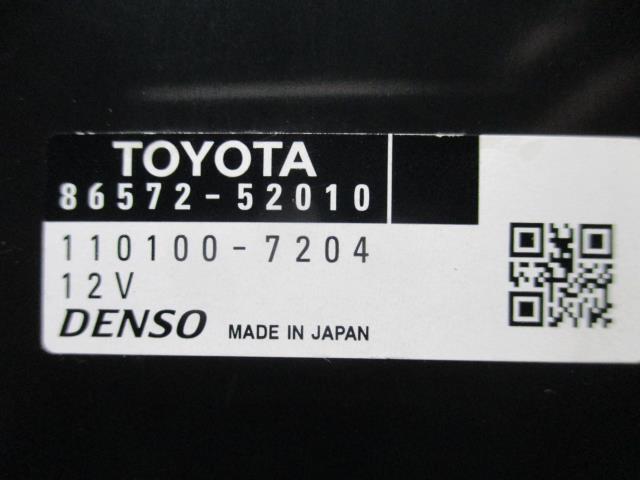 TOYOTA
86572-52010
110100-7204
12V
DENSO MADE IN JAPAN